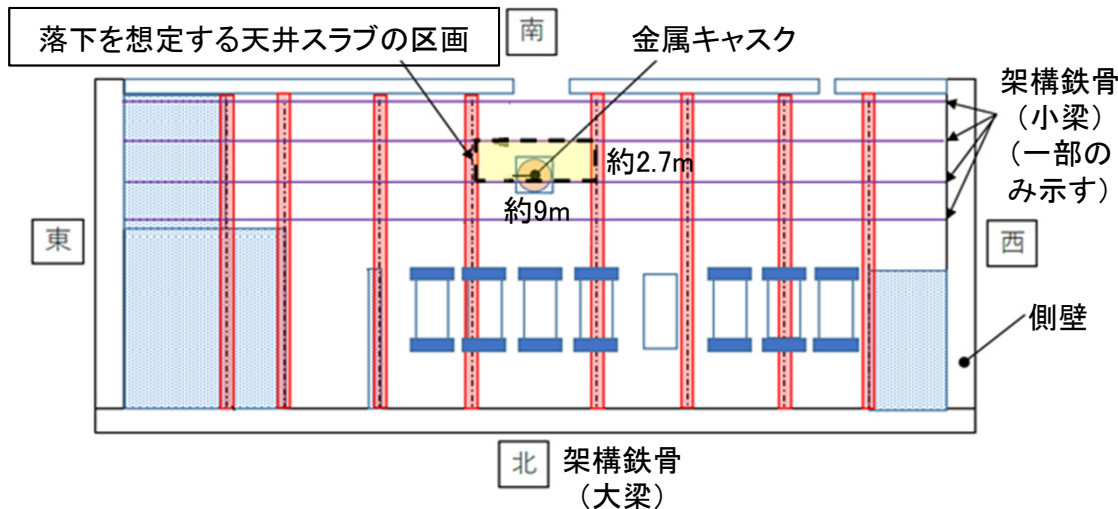 落下を想定する天井スラブの区画
南
金属キャスク
架構鉄骨
（小梁）
（一部の
み示す）
約2.7m
約9m
東
西
側壁
北
架構鉄骨
（大梁）